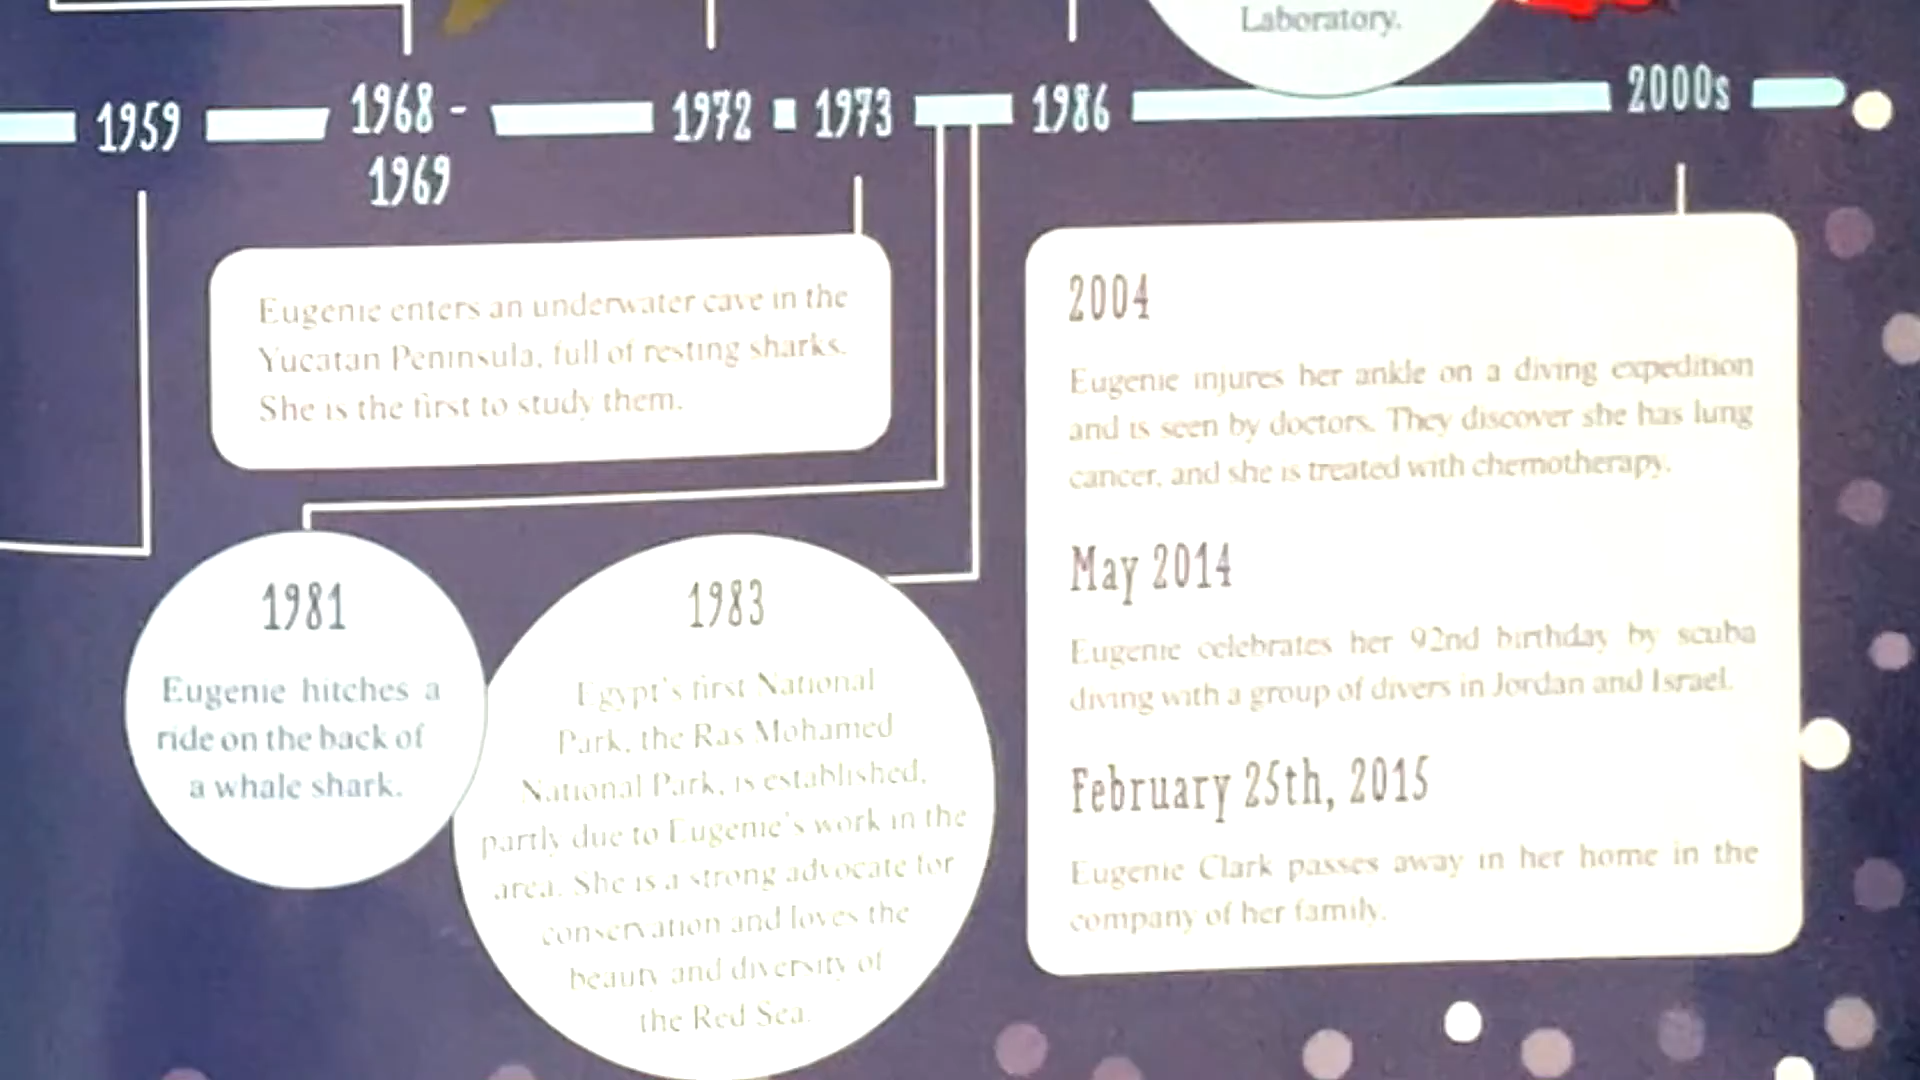 Laboratory.
1959
1968 -
1969
1972
1973
1986
2000s
Eugenie enters an underwater cave in the
Yucatan Peninsula, full of resting sharks.
She is the first to study them.
1981
Eugenie hitches a
ride on the back of
a whale shark.
1983
Egypt's first National
Park, the Ras Mohamed
National Park, is established,
partly due to Eugenie's work in the
area. She is a strong advocate for
conservation and loves the
beauty and diversity of
the Red Sea.
2004
Eugenie injures her ankle on a diving expedition
and is seen by doctors. They discover she has lung
cancer, and she is treated with chemotherapy.
May 2014
Eugenie celebrates her 92nd birthday by scuba
diving with a group of divers in Jordan and Israel.
February 25th, 2015
Eugenie Clark passes away in her home in the
company of her family.